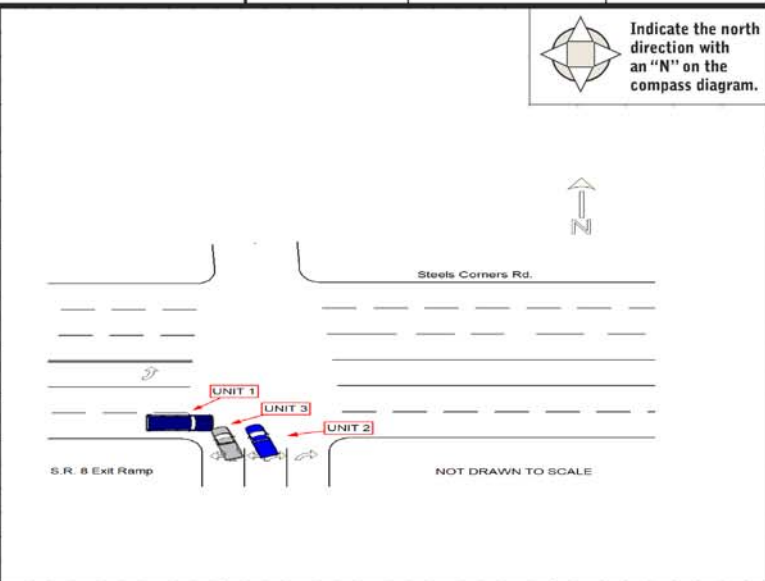 Indicate the north
direction with
an “N” on the
compass diagram.
N
Steels Corners Rd.
UNIT 1
UNIT 3
UNIT 2
S.R. 8 Exit Ramp
NOT DRAWN TO SCALE